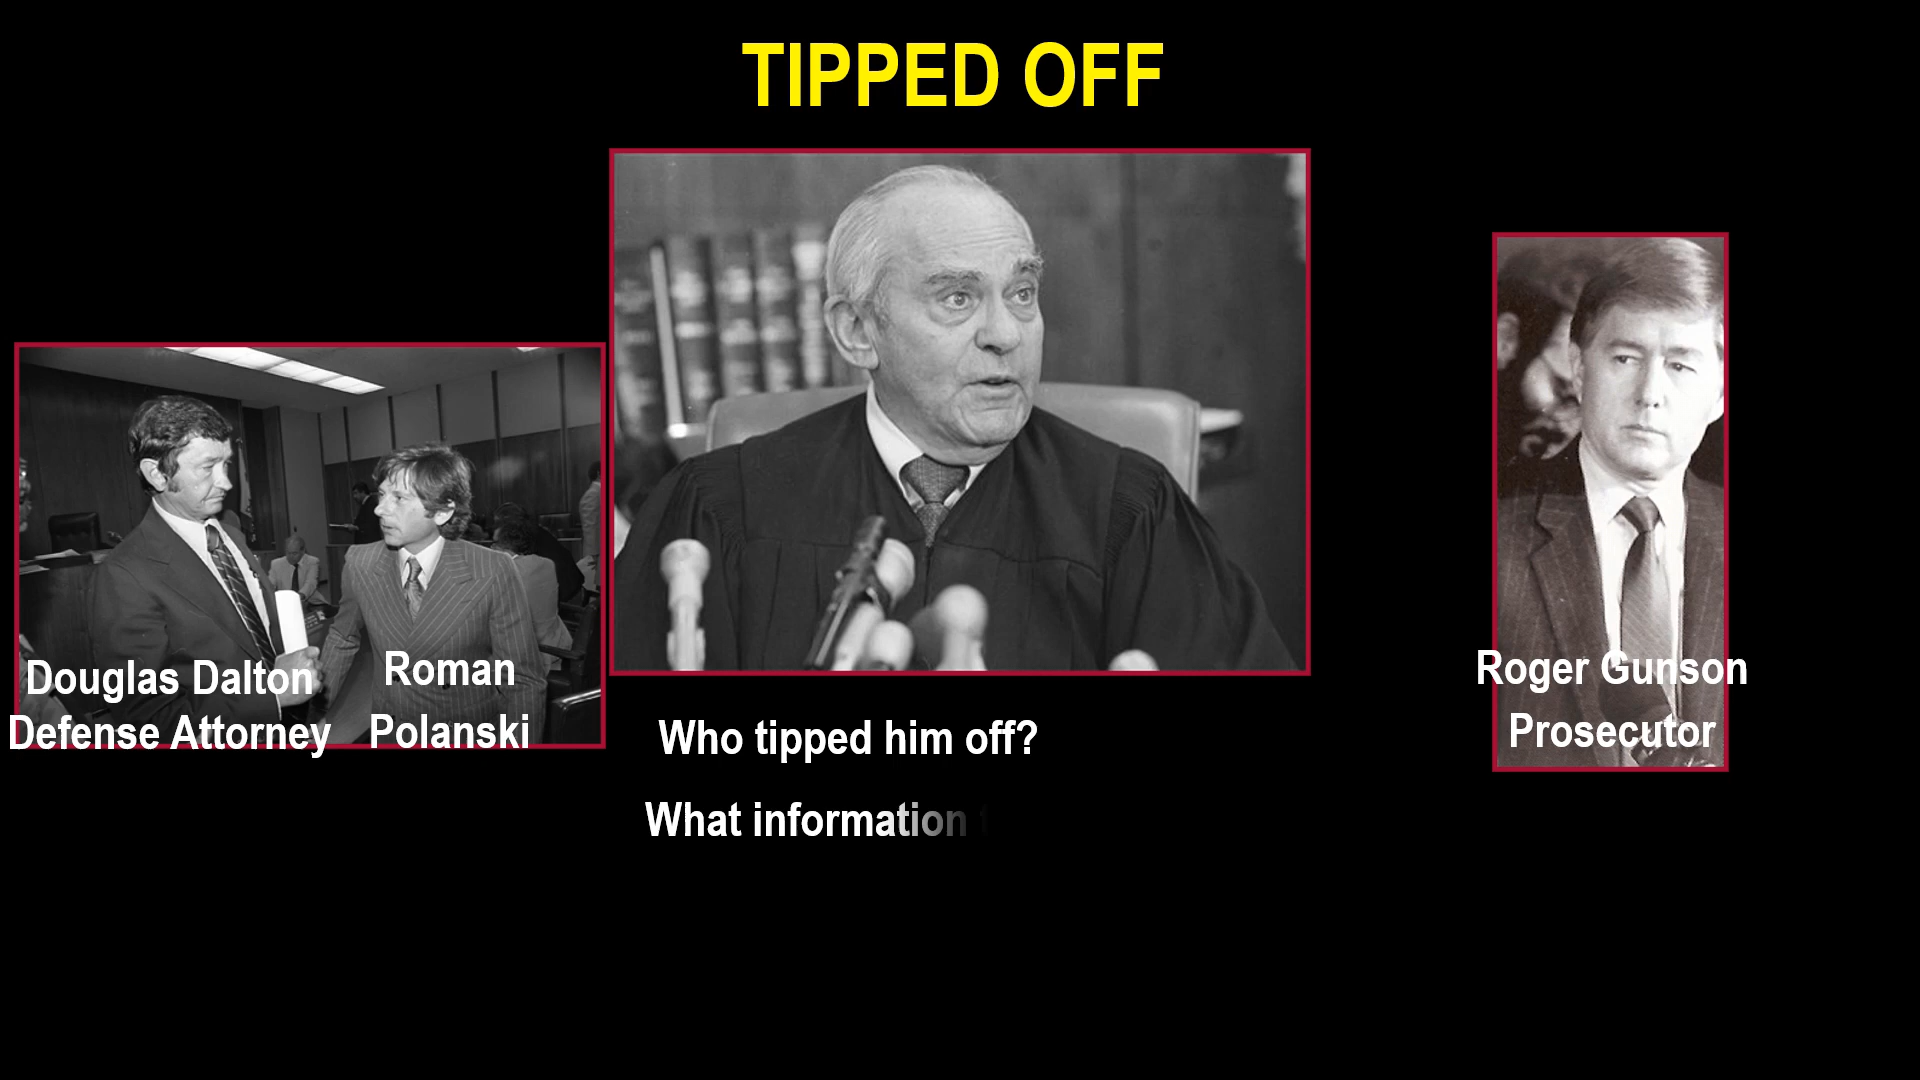 TIPPED OFF
Douglas Dalton
Defense Attorney
Roman
Polanski
Who tipped him off?
What information
Roger Gunson
Prosecutor